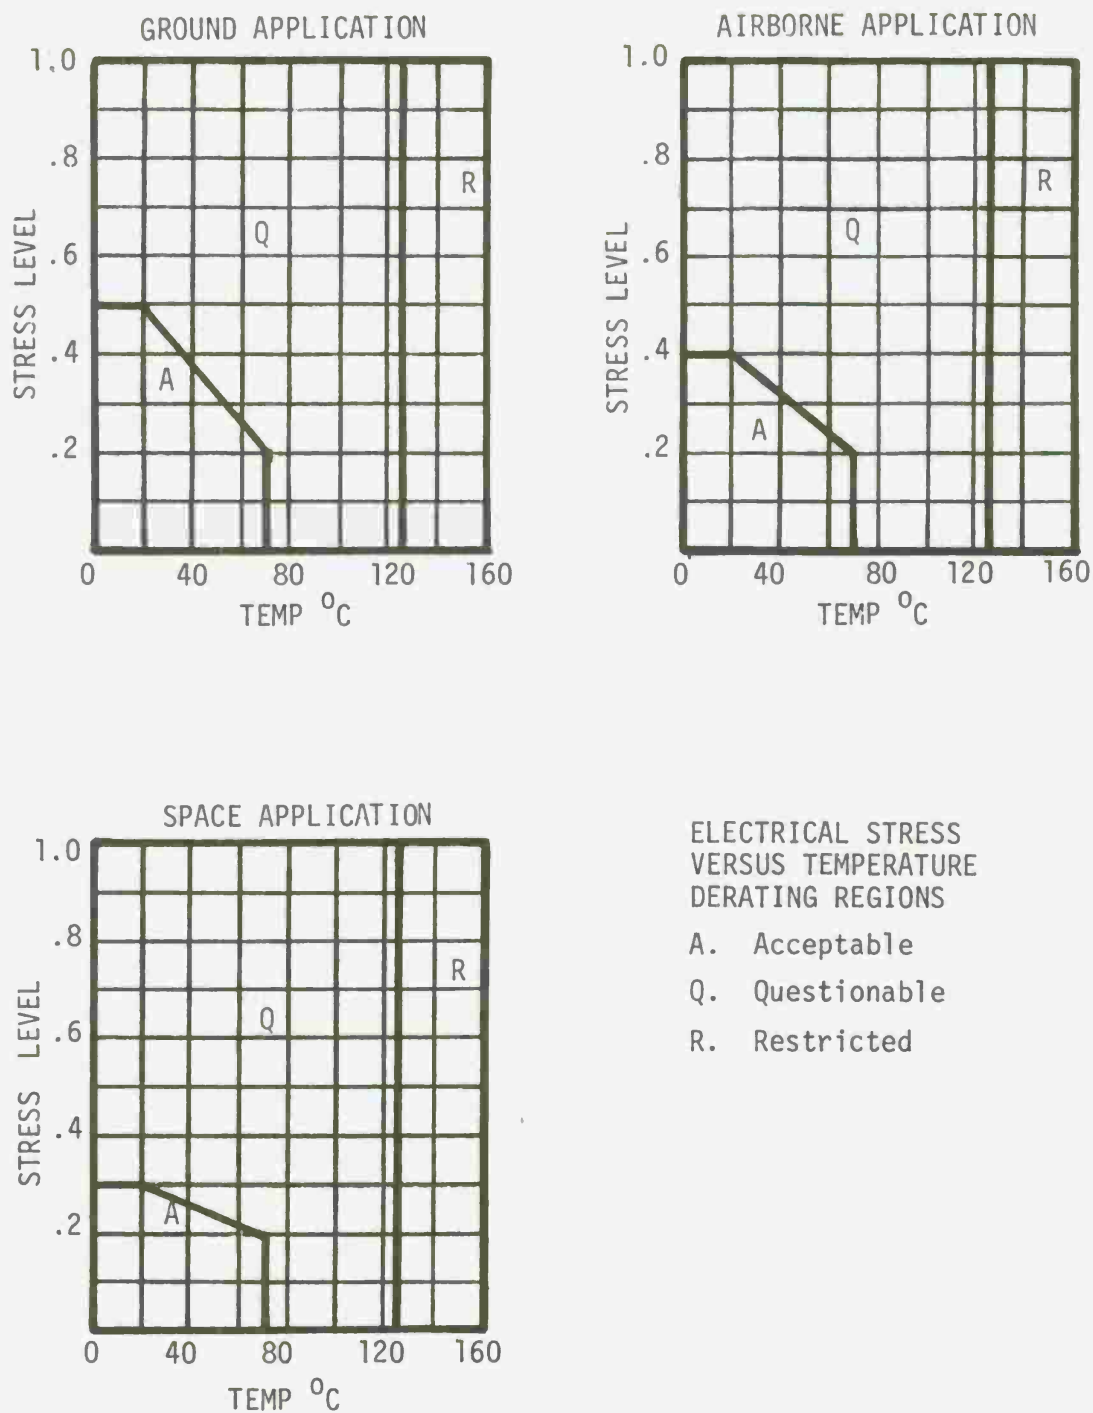 GROUND APPLICATION
1.0
.8
.6
.4
.2
STRESS LEVEL
R
Q
A
0 40 80 120 160
TEMP °C
AIRBORNE APPLICATION
1.0
.8
.6
.4
.2
STRESS LEVEL
R
Q
A
0 40 80 120 160
TEMP °C
SPACE APPLICATION
1.0
.8
.6
.4
.2
STRESS LEVEL
R
Q
A
0 40 80 120 160
TEMP °C
ELECTRICAL STRESS
VERSUS TEMPERATURE
DERATING REGIONS
A. Acceptable
Q. Questionable
R. Restricted